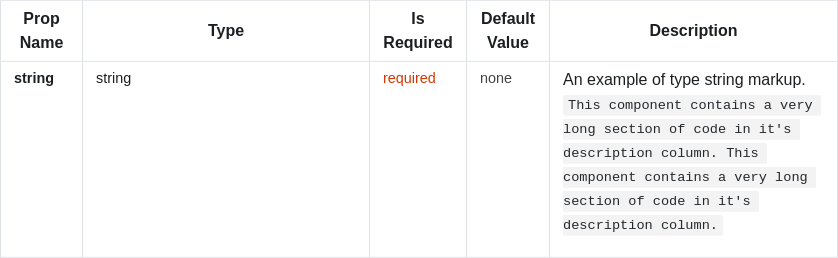 Prop Name | Type | Is Required | Default Value | Description
string | string | required | none | An example of type string markup.
This component contains a very
long section of code in it's
description column. This
component contains a very long
section of code in it's
description column.